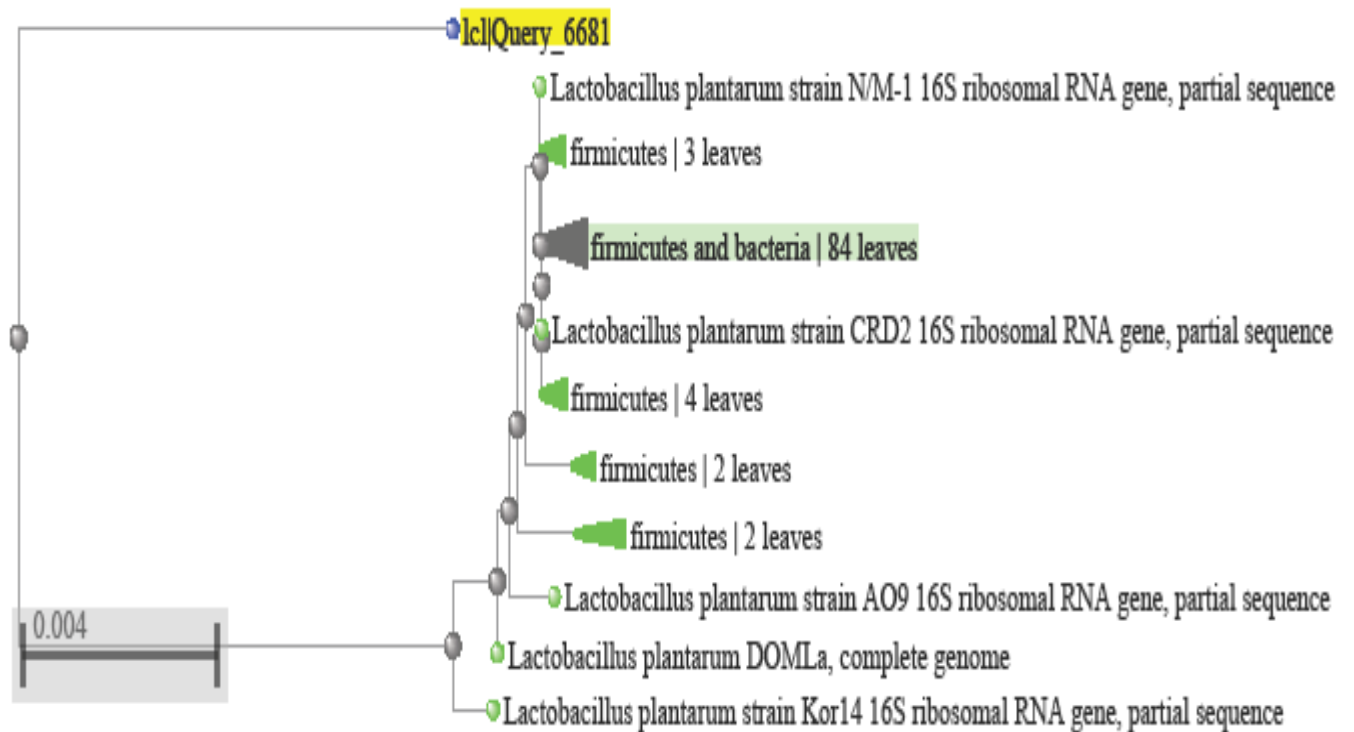 lcl|Query_6681
Lactobacillus plantarum strain N/M-1 16S ribosomal RNA gene, partial sequence
firmicutes | 3 leaves
firmicutes and bacteria | 84 leaves
Lactobacillus plantarum strain CRD2 16S ribosomal RNA gene, partial sequence
firmicutes | 4 leaves
firmicutes | 2 leaves
firmicutes | 2 leaves
Lactobacillus plantarum strain AO9 16S ribosomal RNA gene, partial sequence
0.004
Lactobacillus plantarum DOMLa, complete genome
Lactobacillus plantarum strain Kor14 16S ribosomal RNA gene, partial sequence